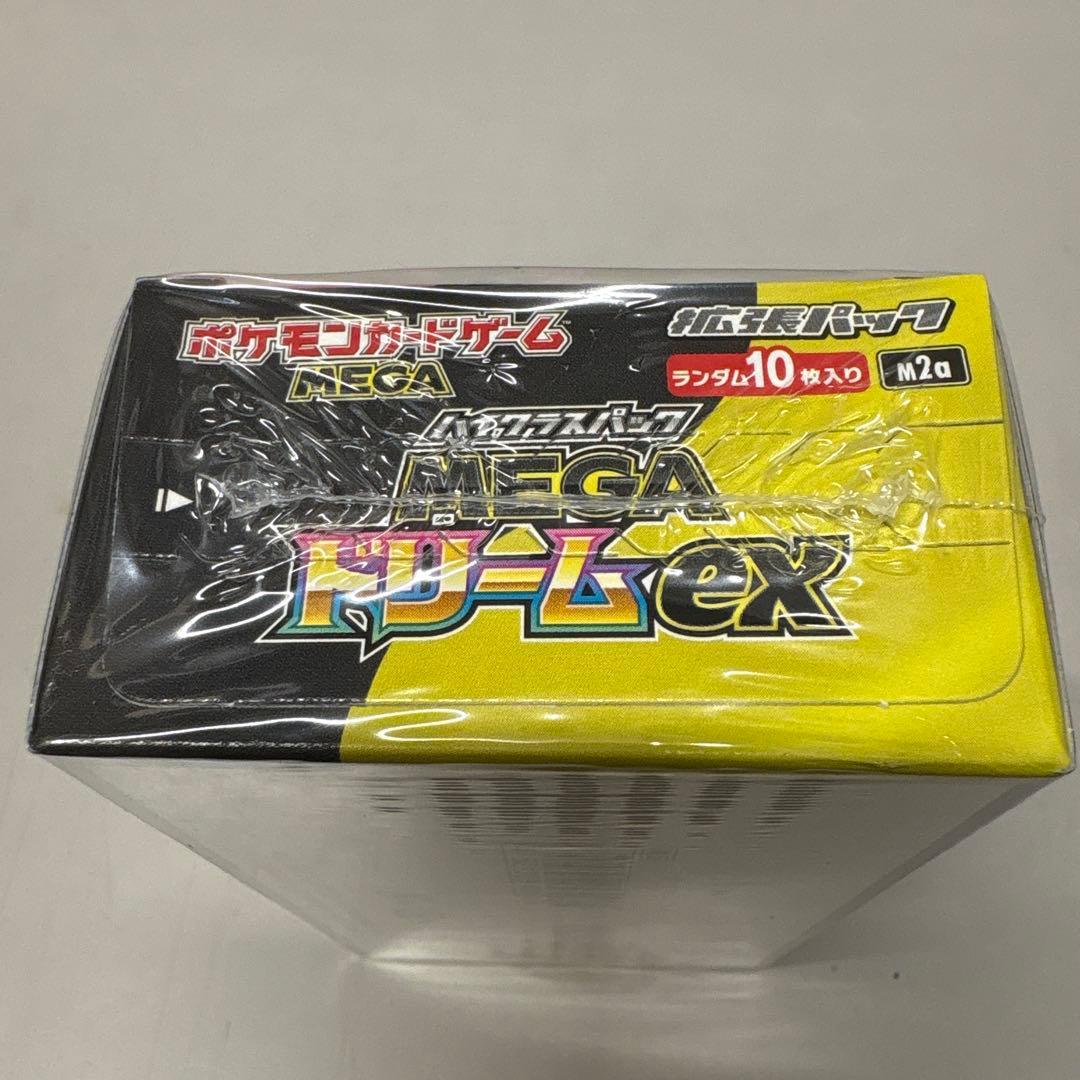 ポケモンカードゲーム™
MEGA
拡張パック
ランダム10枚入り
M2a
ハイクラスパック
MEGA
ドリームex